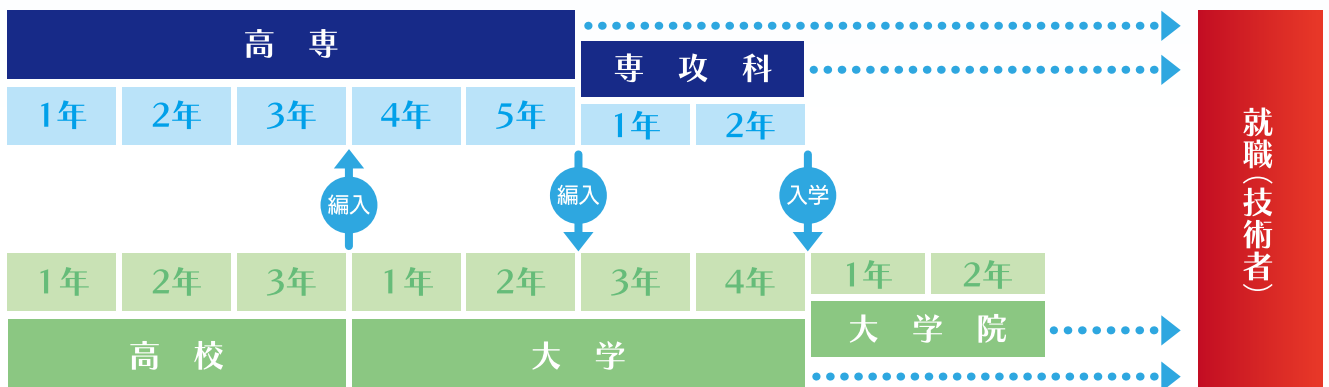 高専
専攻科
1年 2年 3年 4年 5年
1年 2年
編入
編入
入学
1年 2年 3年 1年 2年 3年 4年
1年 2年
高校
大学
大学院
就職(技術者)